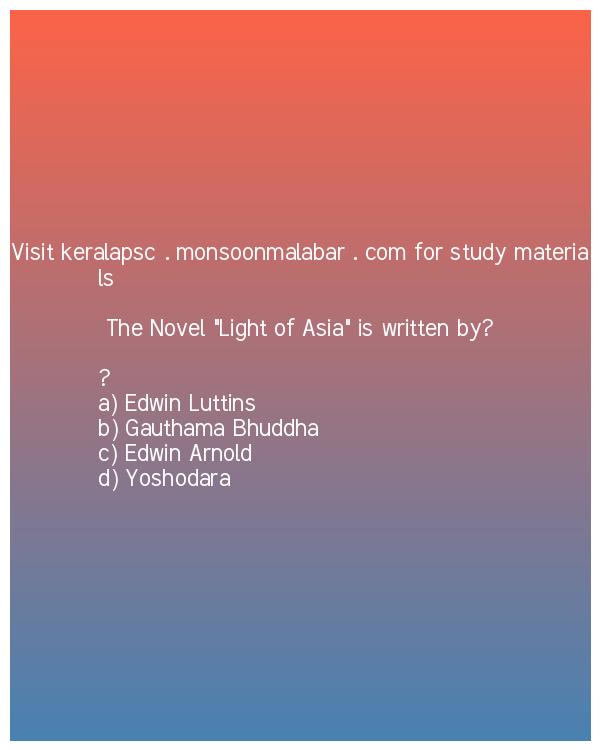 Visit keralapsc . monsoonmalabar . com for study materia
ls
The Novel "Light of Asia" is written by?
?
a) Edwin Luttins
b) Gauthama Bhuddha
c) Edwin Arnold
d) Yoshodara